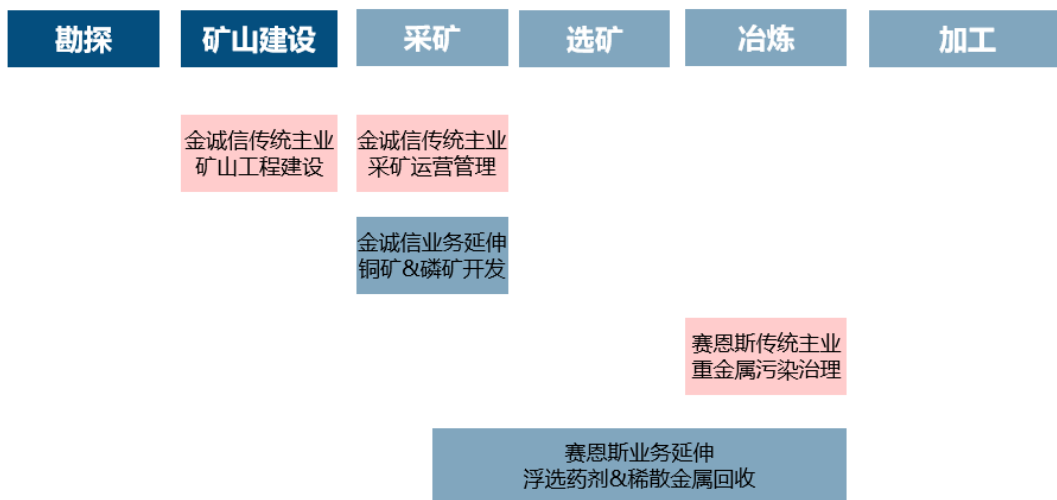 勘探
矿山建设
采矿
选矿
冶炼
加工
金诚信传统主业
矿山工程建设
金诚信传统主业
采矿运营管理
金诚信业务延伸
铜矿&磷矿开发
赛恩斯传统主业
重金属污染治理
赛恩斯业务延伸
浮选药剂&稀散金属回收